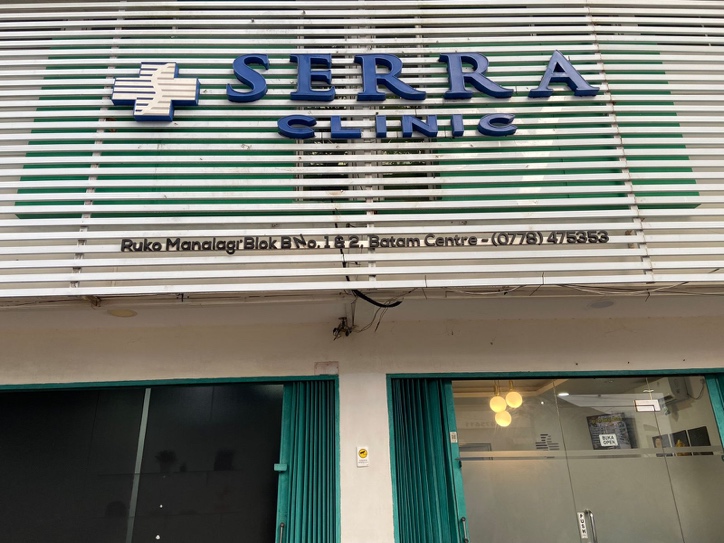 SERRA
CLINIC
Ruko Manalagi Blok B No. 1 & 2, Batam Centre - (0778) 475353
BUKA
OPEN
PUSH